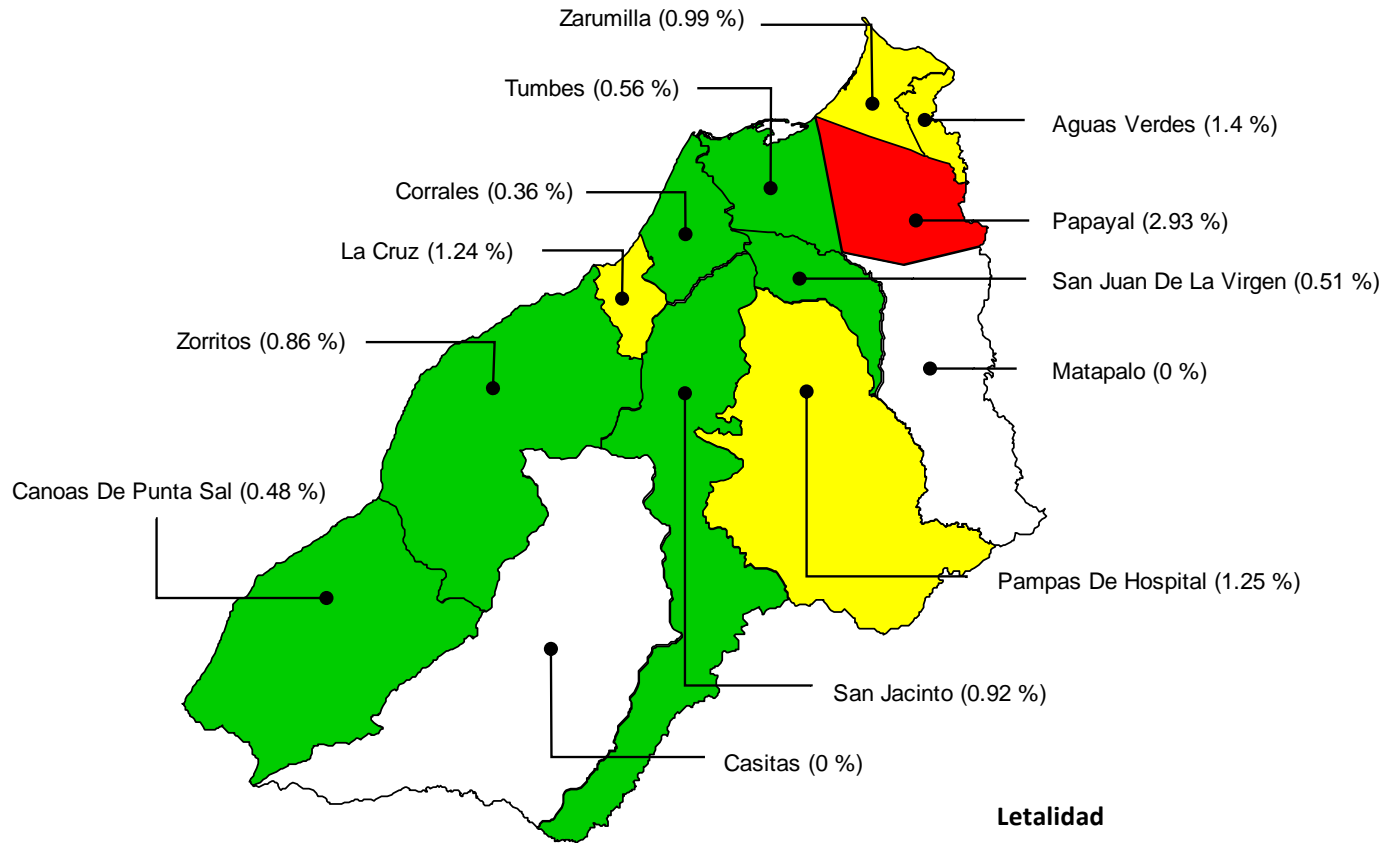 Zarumilla (0.99 %)
Tumbes (0.56 %)
Aguas Verdes (1.4 %)
Corrales (0.36 %)
Papayal (2.93 %)
La Cruz (1.24 %)
San Juan De La Virgen (0.51 %)
Zorritos (0.86 %)
Matapalo (0 %)
Canoas De Punta Sal (0.48 %)
Pampas De Hospital (1.25 %)
San Jacinto (0.92 %)
Casitas (0 %)
Letalidad